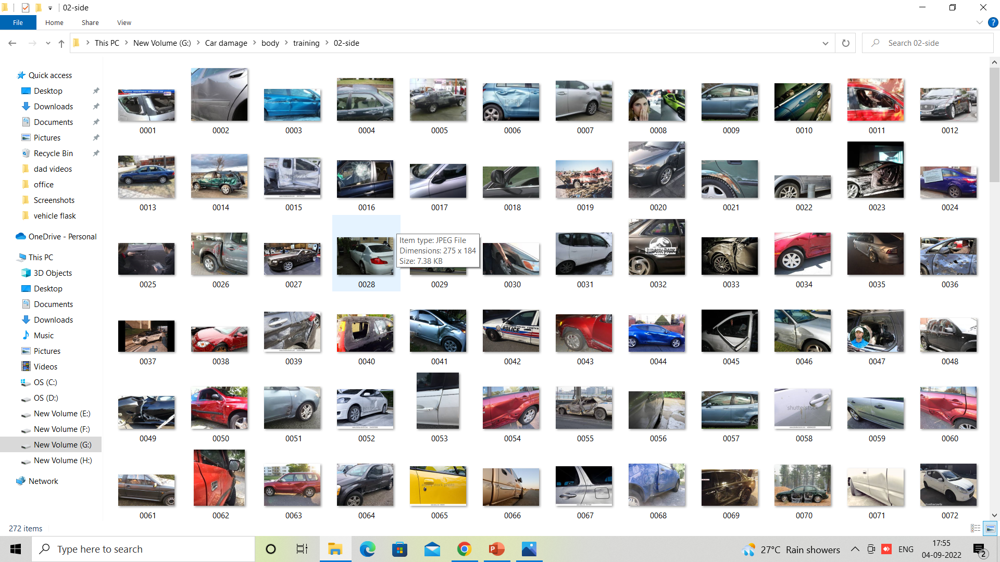 02-side
File
Home
Share
View
This PC
New Volume (G:)
Car damage
body
training
02-side
Search 02-side
Quick access
Desktop
Downloads
Documents
Pictures
Recycle Bin
dad videos
office
Screenshots
vehicle flask
OneDrive - Personal
This PC
3D Objects
Desktop
Documents
Downloads
Music
Pictures
Videos
OS (C:)
OS (D:)
New Volume (E:)
New Volume (F:)
New Volume (G:)
New Volume (H:)
Network
0001 0002 0003 0004 0005 0006 0007 0008 0009 0010 0011 0012
0013 0014 0015 0016 0017 0018 0019 0020 0021 0022 0023 0024
JURASSIC PARK
Item type: JPEG File
Dimensions: 275 x 184
Size: 7.38 KB
0025 0026 0027 0028 0029 0030 0031 0032 0033 0034 0035 0036
POLICE
0037 0038 0039 0040 0041 0042 0043 0044 0045 0046 0047 0048
shutterstock
0049 0050 0051 0052 0053 0054 0055 0056 0057 0058 0059 0060
alamy stock photo
0061 0062 0063 0064 0065 0066 0067 0068 0069 0070 0071 0072
272 items
Type here to search
27°C Rain showers
ENG
17:55
04-09-2022
2